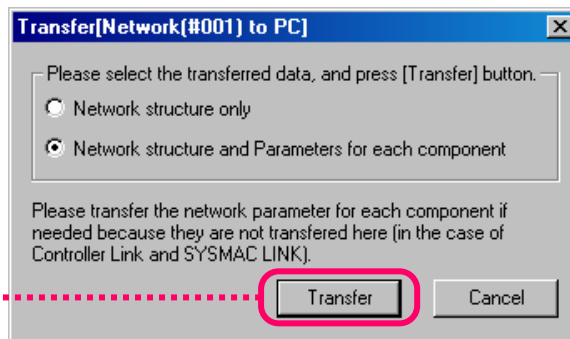 Transfer[Network(#001) to PC]
Please select the transferred data, and press [Transfer] button.
Network structure only
Network structure and Parameters for each component
Please transfer the network parameter for each component if
needed because they are not transfered here (in the case of
Controller Link and SYSMAC LINK).
Transfer
Cancel